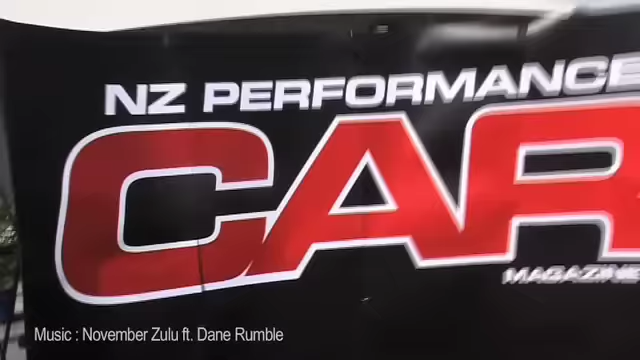 NZ PERFORMANCE
CAR
MAGAZINE
Music : November Zulu ft. Dane Rumble